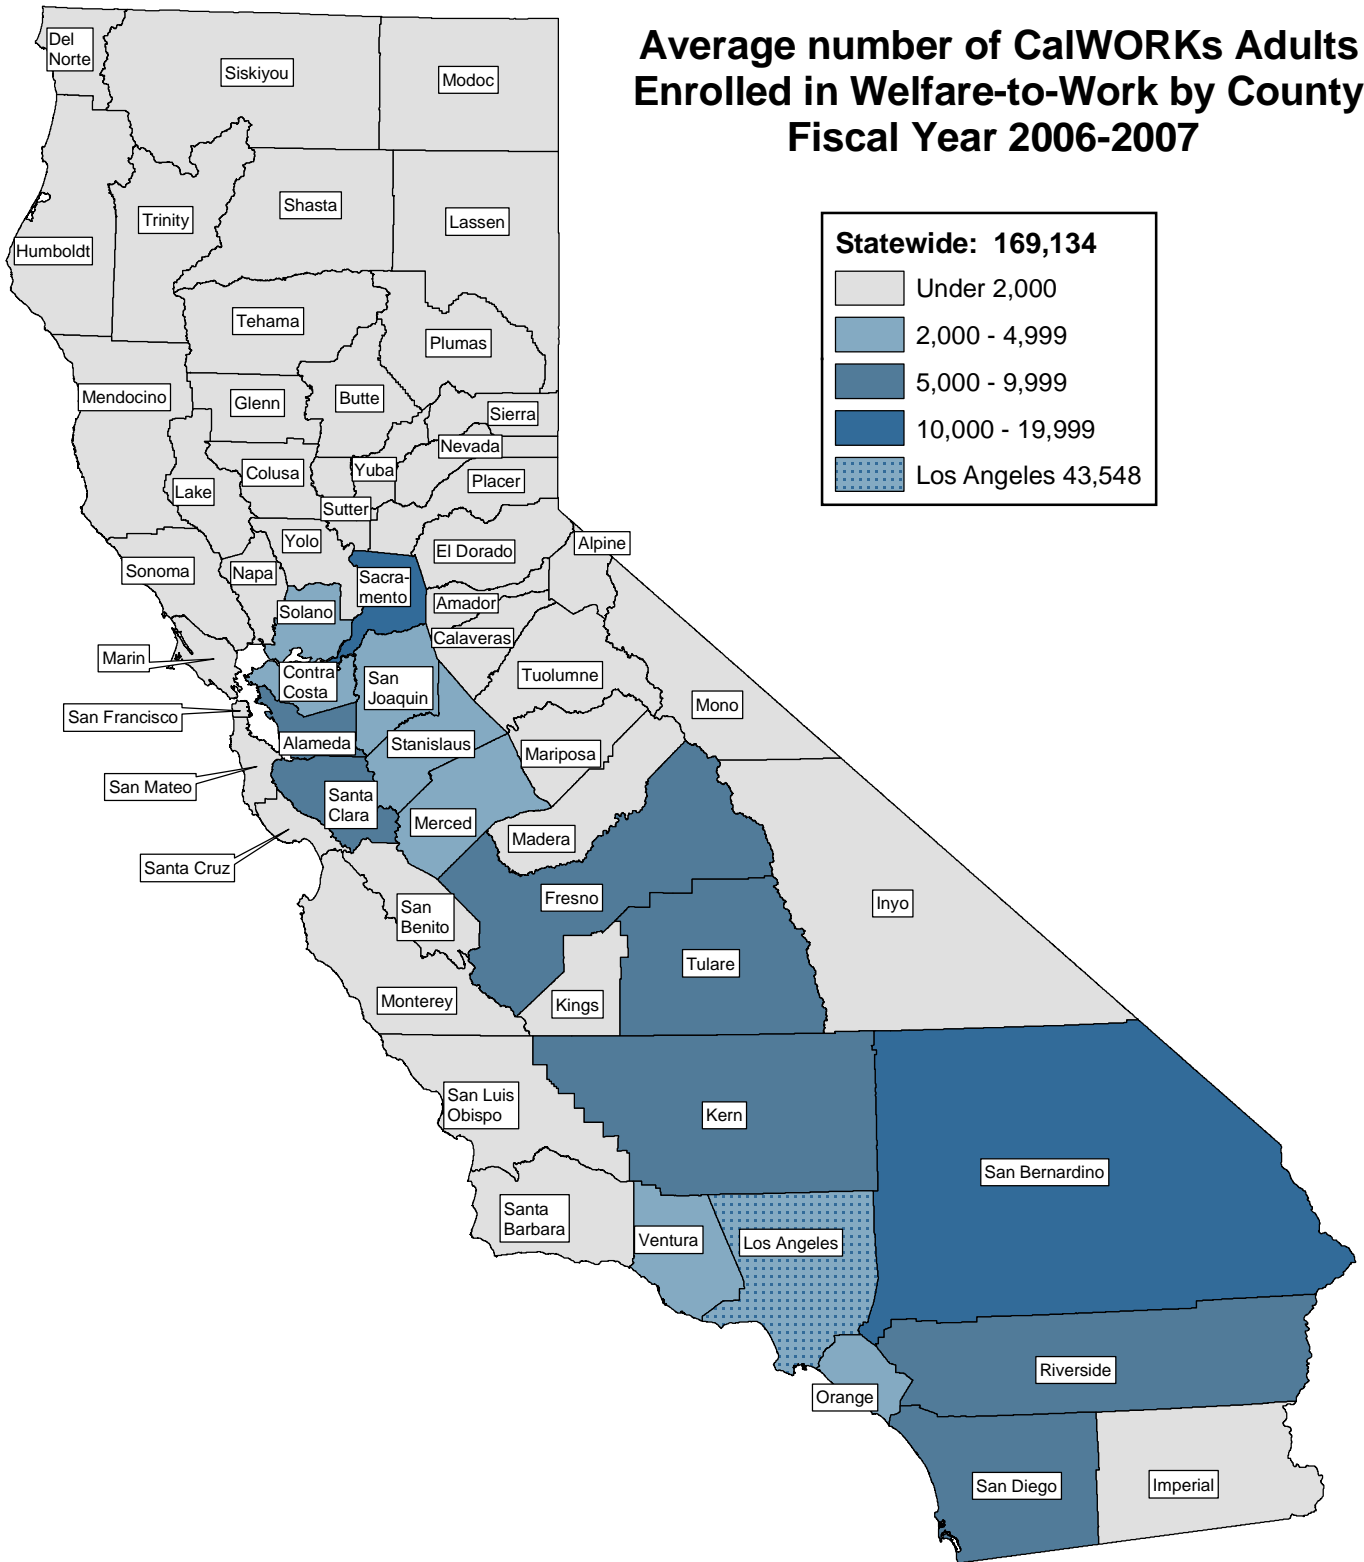 Average number of CalWORKs Adults
Enrolled in Welfare-to-Work by County
Fiscal Year 2006-2007
Statewide: 169,134
Under 2,000
2,000 - 4,999
5,000 - 9,999
10,000 - 19,999
Los Angeles 43,548
Del
Norte
Siskiyou
Modoc
Humboldt
Trinity
Shasta
Lassen
Tehama
Plumas
Mendocino
Glenn
Butte
Sierra
Nevada
Colusa
Yuba
Placer
Lake
Sutter
Yolo
El Dorado
Alpine
Sonoma
Napa
Sacra-
mento
Solano
Amador
Calaveras
Marin
Contra
Costa
San
Joaquin
Tuolumne
Mono
San Francisco
Alameda
Stanislaus
Mariposa
San Mateo
Santa
Clara
Merced
Madera
Santa Cruz
San
Benito
Fresno
Inyo
Tulare
Monterey
Kings
San Luis
Obispo
Kern
San Bernardino
Santa
Barbara
Ventura
Los Angeles
Riverside
Orange
San Diego
Imperial